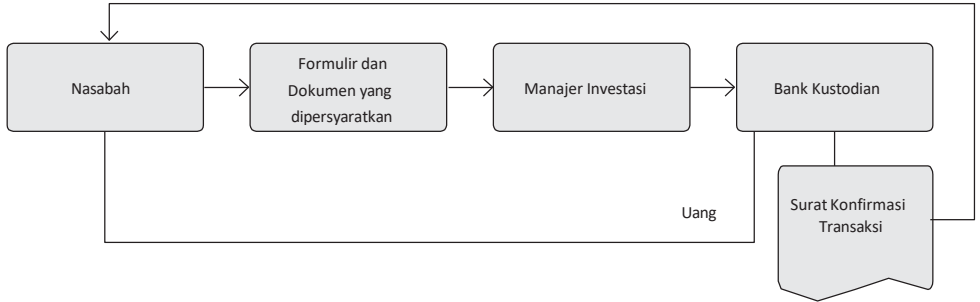 Nasabah
Formulir dan
Dokumen yang
dipersyaratkan
Manajer Investasi
Bank Kustodian
Surat Konfirmasi
Transaksi
Uang